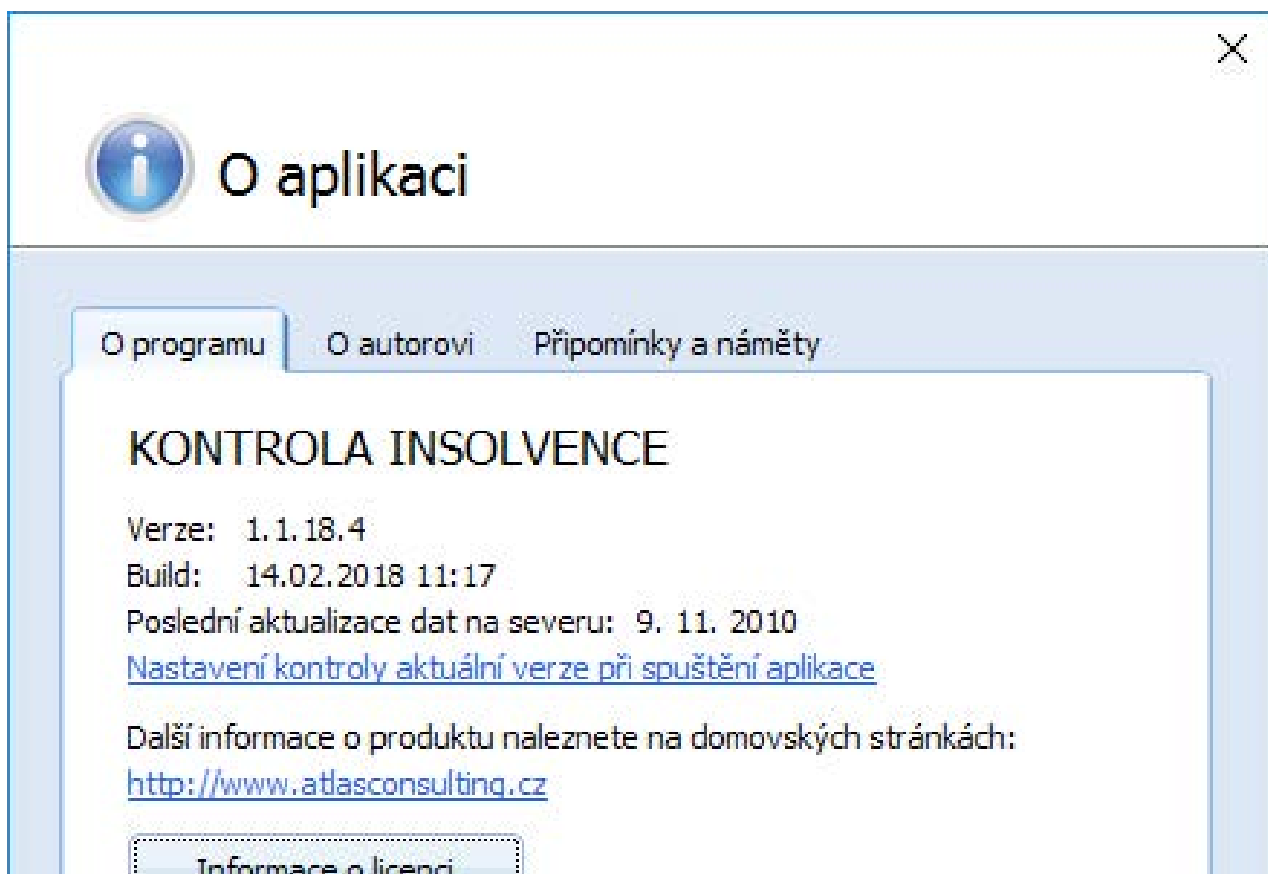 O aplikaci
O programu O autorovi Připomínky a náměty
KONTROLA INSOLVENCE
Verze: 1.1.18.4
Build: 14.02.2018 11:17
Poslední aktualizace dat na severu: 9. 11. 2010
Nastavení kontroly aktuální verze při spuštění aplikace
Další informace o produktu naleznete na domovských stránkách:
http://www.atlasconsulting.cz
Informace o licenci